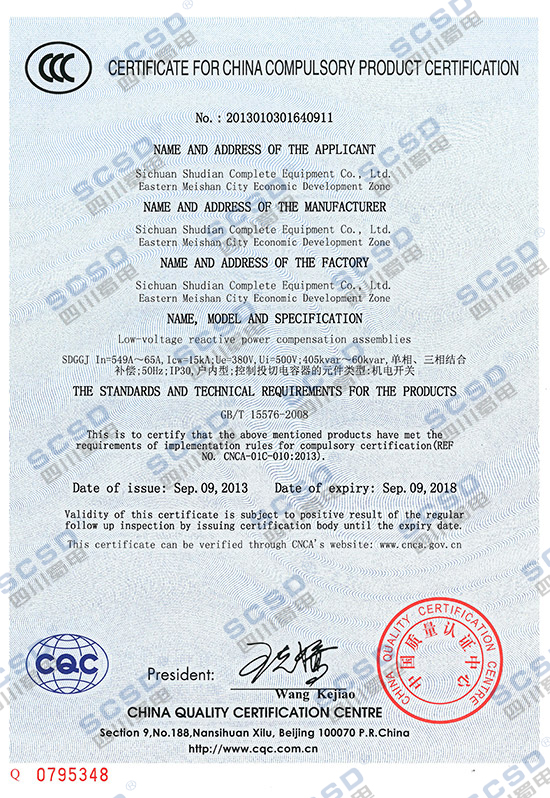 CCC
CERTIFICATE FOR CHINA COMPULSORY PRODUCT CERTIFICATION
No. : 2013010301640911
NAME AND ADDRESS OF THE APPLICANT
Sichuan Shudian Complete Equipment Co., Ltd.
Eastern Meishan City Economic Development Zone
NAME AND ADDRESS OF THE MANUFACTURER
Sichuan Shudian Complete Equipment Co., Ltd.
Eastern Meishan City Economic Development Zone
NAME AND ADDRESS OF THE FACTORY
Sichuan Shudian Complete Equipment Co., Ltd.
Eastern Meishan City Economic Development Zone
NAME, MODEL AND SPECIFICATION
Low-voltage reactive power compensation assemblies
SDGGJ In=549A～65A,Icw=15kA;Ue=380V,Ui=500V;405kvar～60kvar,单相、三相结合
补偿;50Hz;IP30,户内型;控制投切电容器的元件类型:机电开关
THE STANDARDS AND TECHNICAL REQUIREMENTS FOR THE PRODUCTS
GB/T 15576-2008
This is to certify that the above mentioned products have met the
requirements of implementation rules for compulsory certification(REF
NO. CNCA-01C-010:2013).
Date of issue: Sep.09,2013 Date of expiry: Sep.09,2018
Validity of this certificate is subject to positive result of the regular
follow up inspection by issuing certification body until the expiry date.
This certificate can be verified through CNCA's website: www.cnca.gov.cn
CQC
President:
Wang Kejiao
CHINA QUALITY CERTIFICATION CENTRE
中国质量认证中心
CHINA QUALITY CERTIFICATION CENTRE
Section 9,No.188,Nansihuan Xilu, Beijing 100070 P.R.China
http://www.cqc.com.cn
Q 0795348
SCSD
四川蜀电